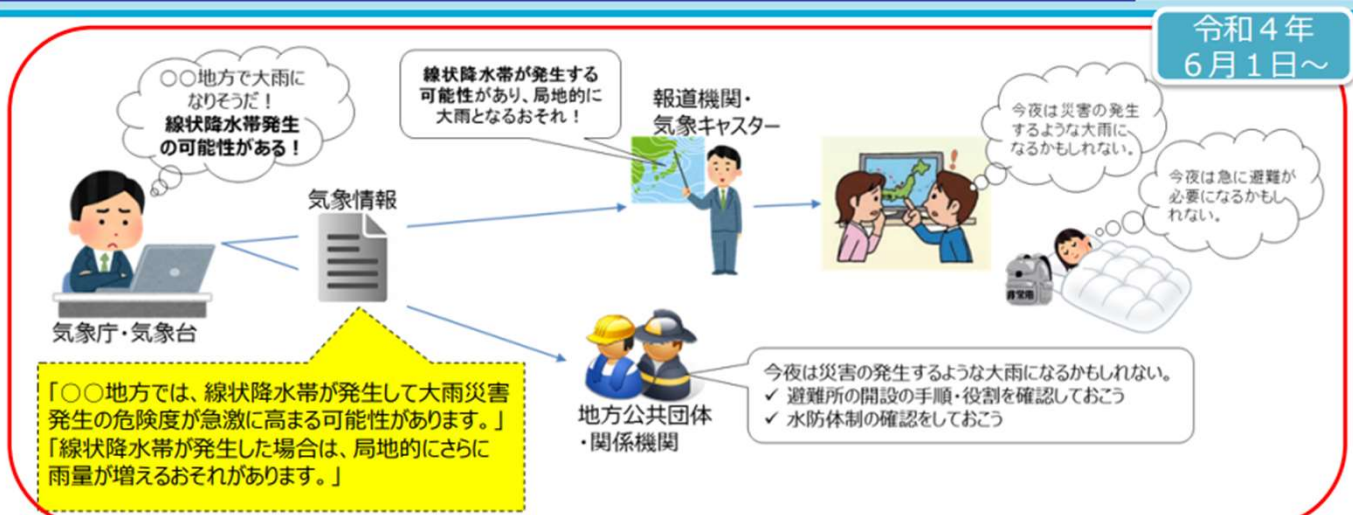 令和4年
6月1日～
○○地方で大雨に
なりそうだ！
線状降水帯発生
の可能性がある！
気象庁・気象台
気象情報
線状降水帯が発生する
可能性があり、局地的に
大雨となるおそれ！
報道機関・
気象キャスター
今夜は災害の発生
するような大雨に
なるかもしれない。
今夜は急に避難が
必要になるかもし
れない。
非常用
「○○地方では、線状降水帯が発生して大雨災害
発生の危険度が急激に高まる可能性があります。」
「線状降水帯が発生した場合は、局地的にさらに
雨量が増えるおそれがあります。」
地方公共団体
・関係機関
今夜は災害の発生するような大雨になるかもしれない。
✓ 避難所の開設の手順・役割を確認しておこう
✓ 水防体制の確認をしておこう